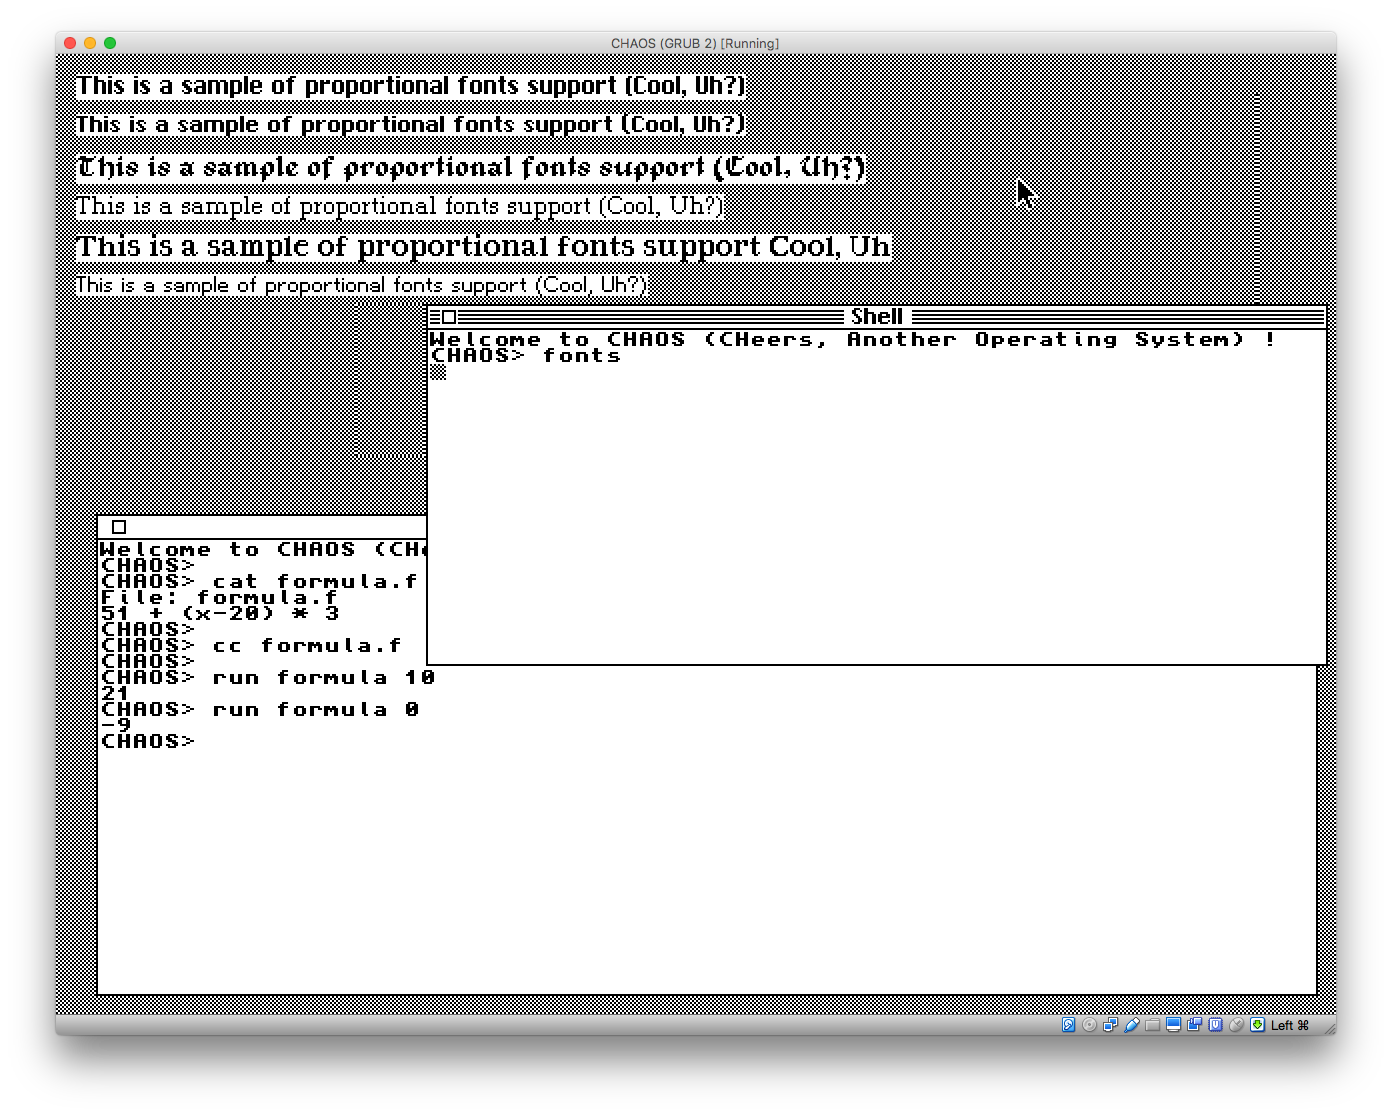 CHAOS (GRUB 2) [Running]
This is a sample of proportional fonts support (Cool, Uh?)
This is a sample of proportional fonts support (Cool, Uh?)
This is a sample of proportional fonts support (Cool, Uh?)
This is a sample of proportional fonts support (Cool, Uh?)
This is a sample of proportional fonts support Cool, Uh
This is a sample of proportional fonts support (Cool, Uh?)
Shell
Welcome to CHAOS (CHeers, Another Operating System) !
CHAOS> fonts
Welcome to CHAOS (CHe
CHAOS>
CHAOS> cat formula.f
File: formula.f
51 + (x-20) * 3
CHAOS>
CHAOS> cc formula.f
CHAOS>
CHAOS> run formula 10
21
CHAOS> run formula 0
-9
CHAOS>
Left ⌘